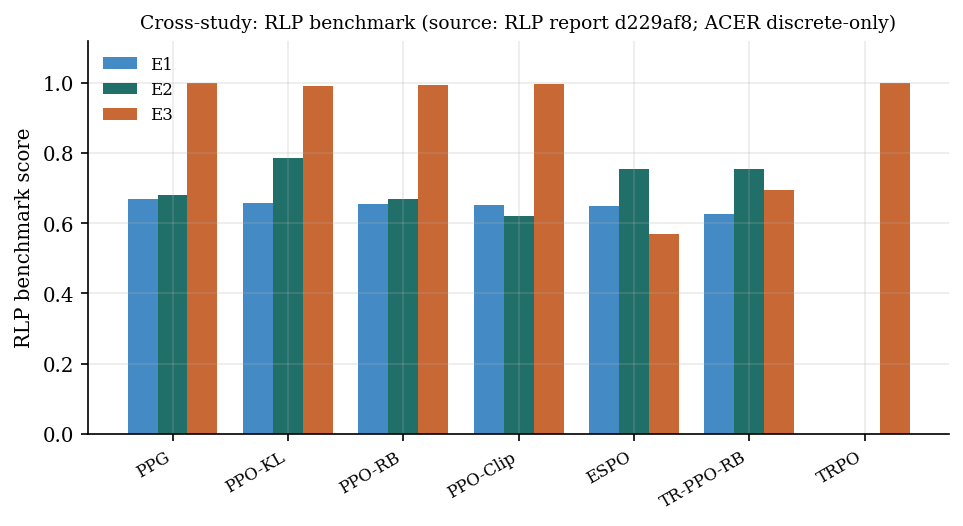 Cross-study: RLP benchmark (source: RLP report d229af8; ACER discrete-only)
E1
E2
E3
RLP benchmark score
1.0
0.8
0.6
0.4
0.2
0.0
PPG
PPO-KL
PPO-RB
PPO-Clip
ESPO
TR-PPO-RB
TRPO